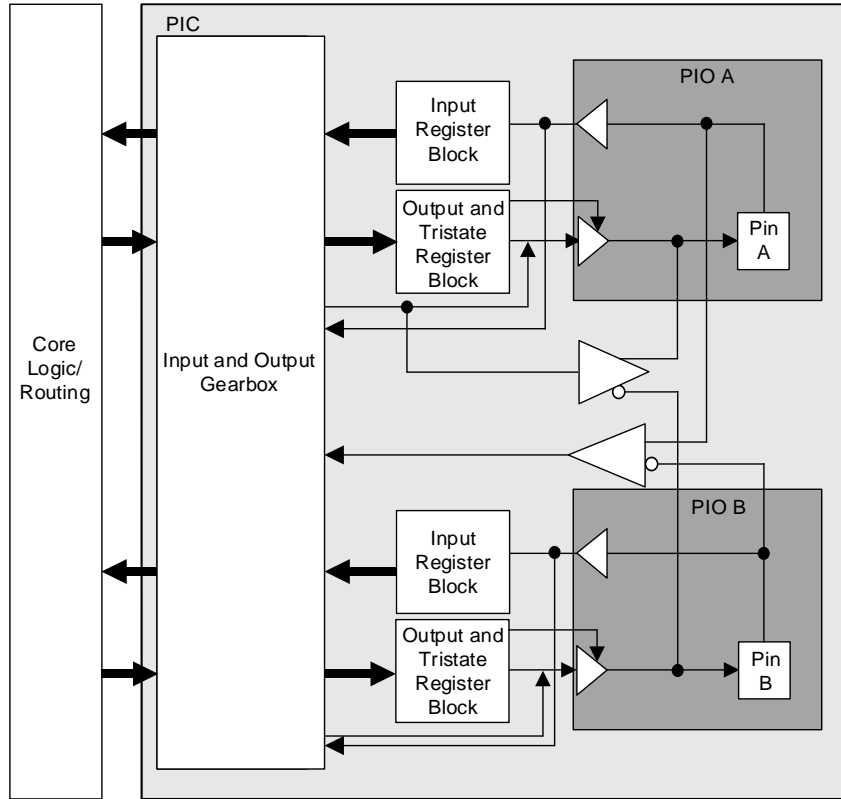 PIC
PIO A
Input
Register
Block
Output and
Tristate
Register
Block
Pin
A
Core
Logic/
Routing
Input and Output
Gearbox
PIO B
Input
Register
Block
Output and
Tristate
Register
Block
Pin
B